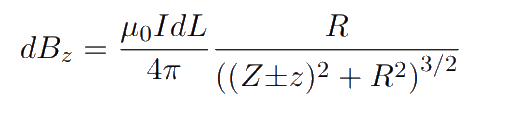 dB_z = \frac{\mu_0 I dL}{4\pi} \frac{R}{((Z \pm z)^2 + R^2)^{3/2}}